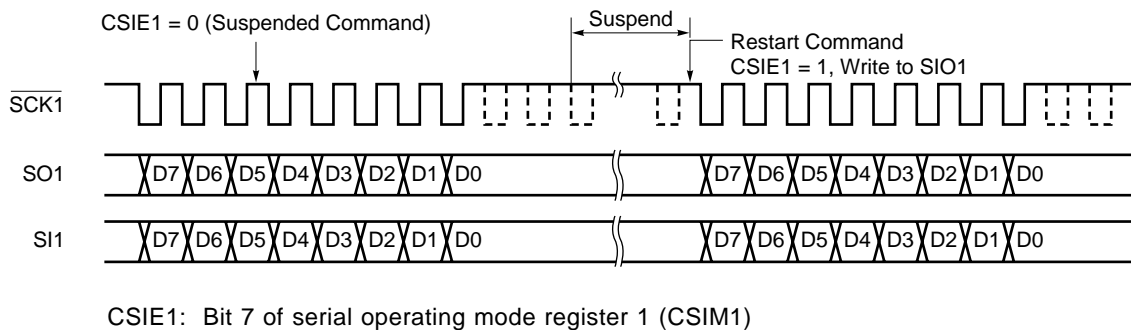 CSIE1 = 0 (Suspended Command)
Suspend
Restart Command
CSIE1 = 1, Write to SIO1
SCK1
SO1 D7 D6 D5 D4 D3 D2 D1 D0 D7 D6 D5 D4 D3 D2 D1 D0
SI1 D7 D6 D5 D4 D3 D2 D1 D0 D7 D6 D5 D4 D3 D2 D1 D0
CSIE1: Bit 7 of serial operating mode register 1 (CSIM1)